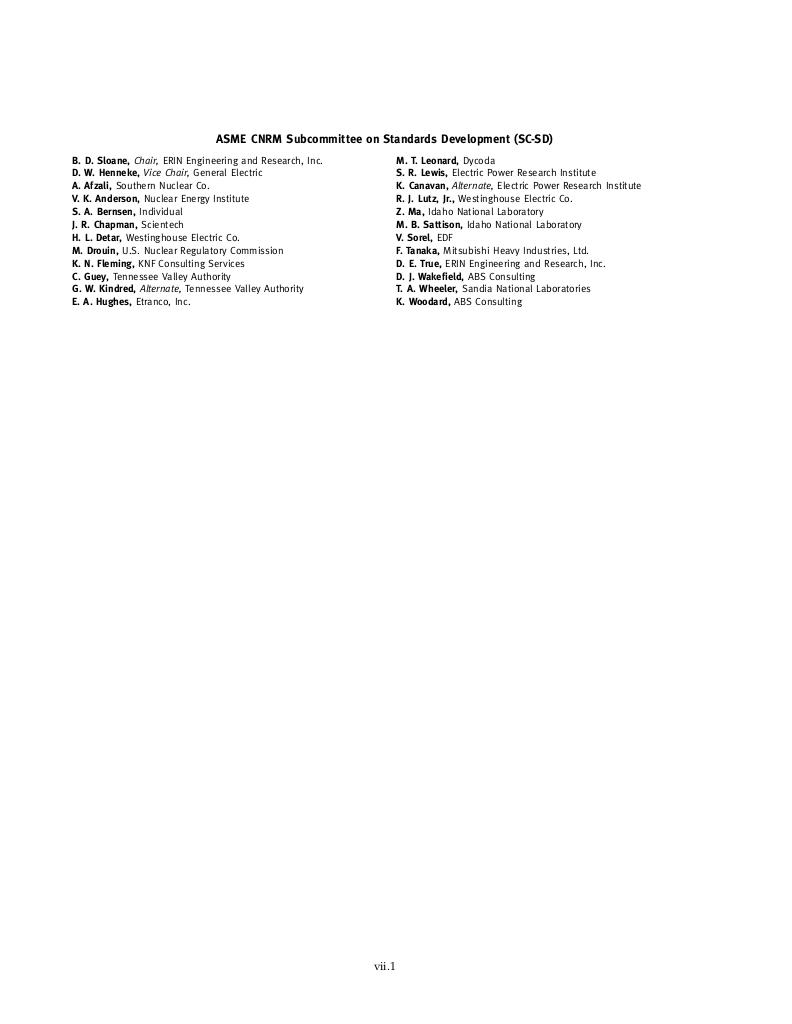 ASME CNRM Subcommittee on Standards Development (SC-SD)
B. D. Sloane, Chair, ERIN Engineering and Research, Inc.
D. W. Henneke, Vice Chair, General Electric
A. Afzali, Southern Nuclear Co.
V. K. Anderson, Nuclear Energy Institute
S. A. Bernsen, Individual
J. R. Chapman, Scientech
H. L. Detar, Westinghouse Electric Co.
M. Drouin, U.S. Nuclear Regulatory Commission
K. N. Fleming, KNF Consulting Services
C. Guey, Tennessee Valley Authority
G. W. Kindred, Alternate, Tennessee Valley Authority
E. A. Hughes, Etranco, Inc.
M. T. Leonard, Dycoda
S. R. Lewis, Electric Power Research Institute
K. Canavan, Alternate, Electric Power Research Institute
R. J. Lutz, Jr., Westinghouse Electric Co.
Z. Ma, Idaho National Laboratory
M. B. Sattison, Idaho National Laboratory
V. Sorel, EDF
F. Tanaka, Mitsubishi Heavy Industries, Ltd.
D. E. True, ERIN Engineering and Research, Inc.
D. J. Wakefield, ABS Consulting
T. A. Wheeler, Sandia National Laboratories
K. Woodard, ABS Consulting
vii.1